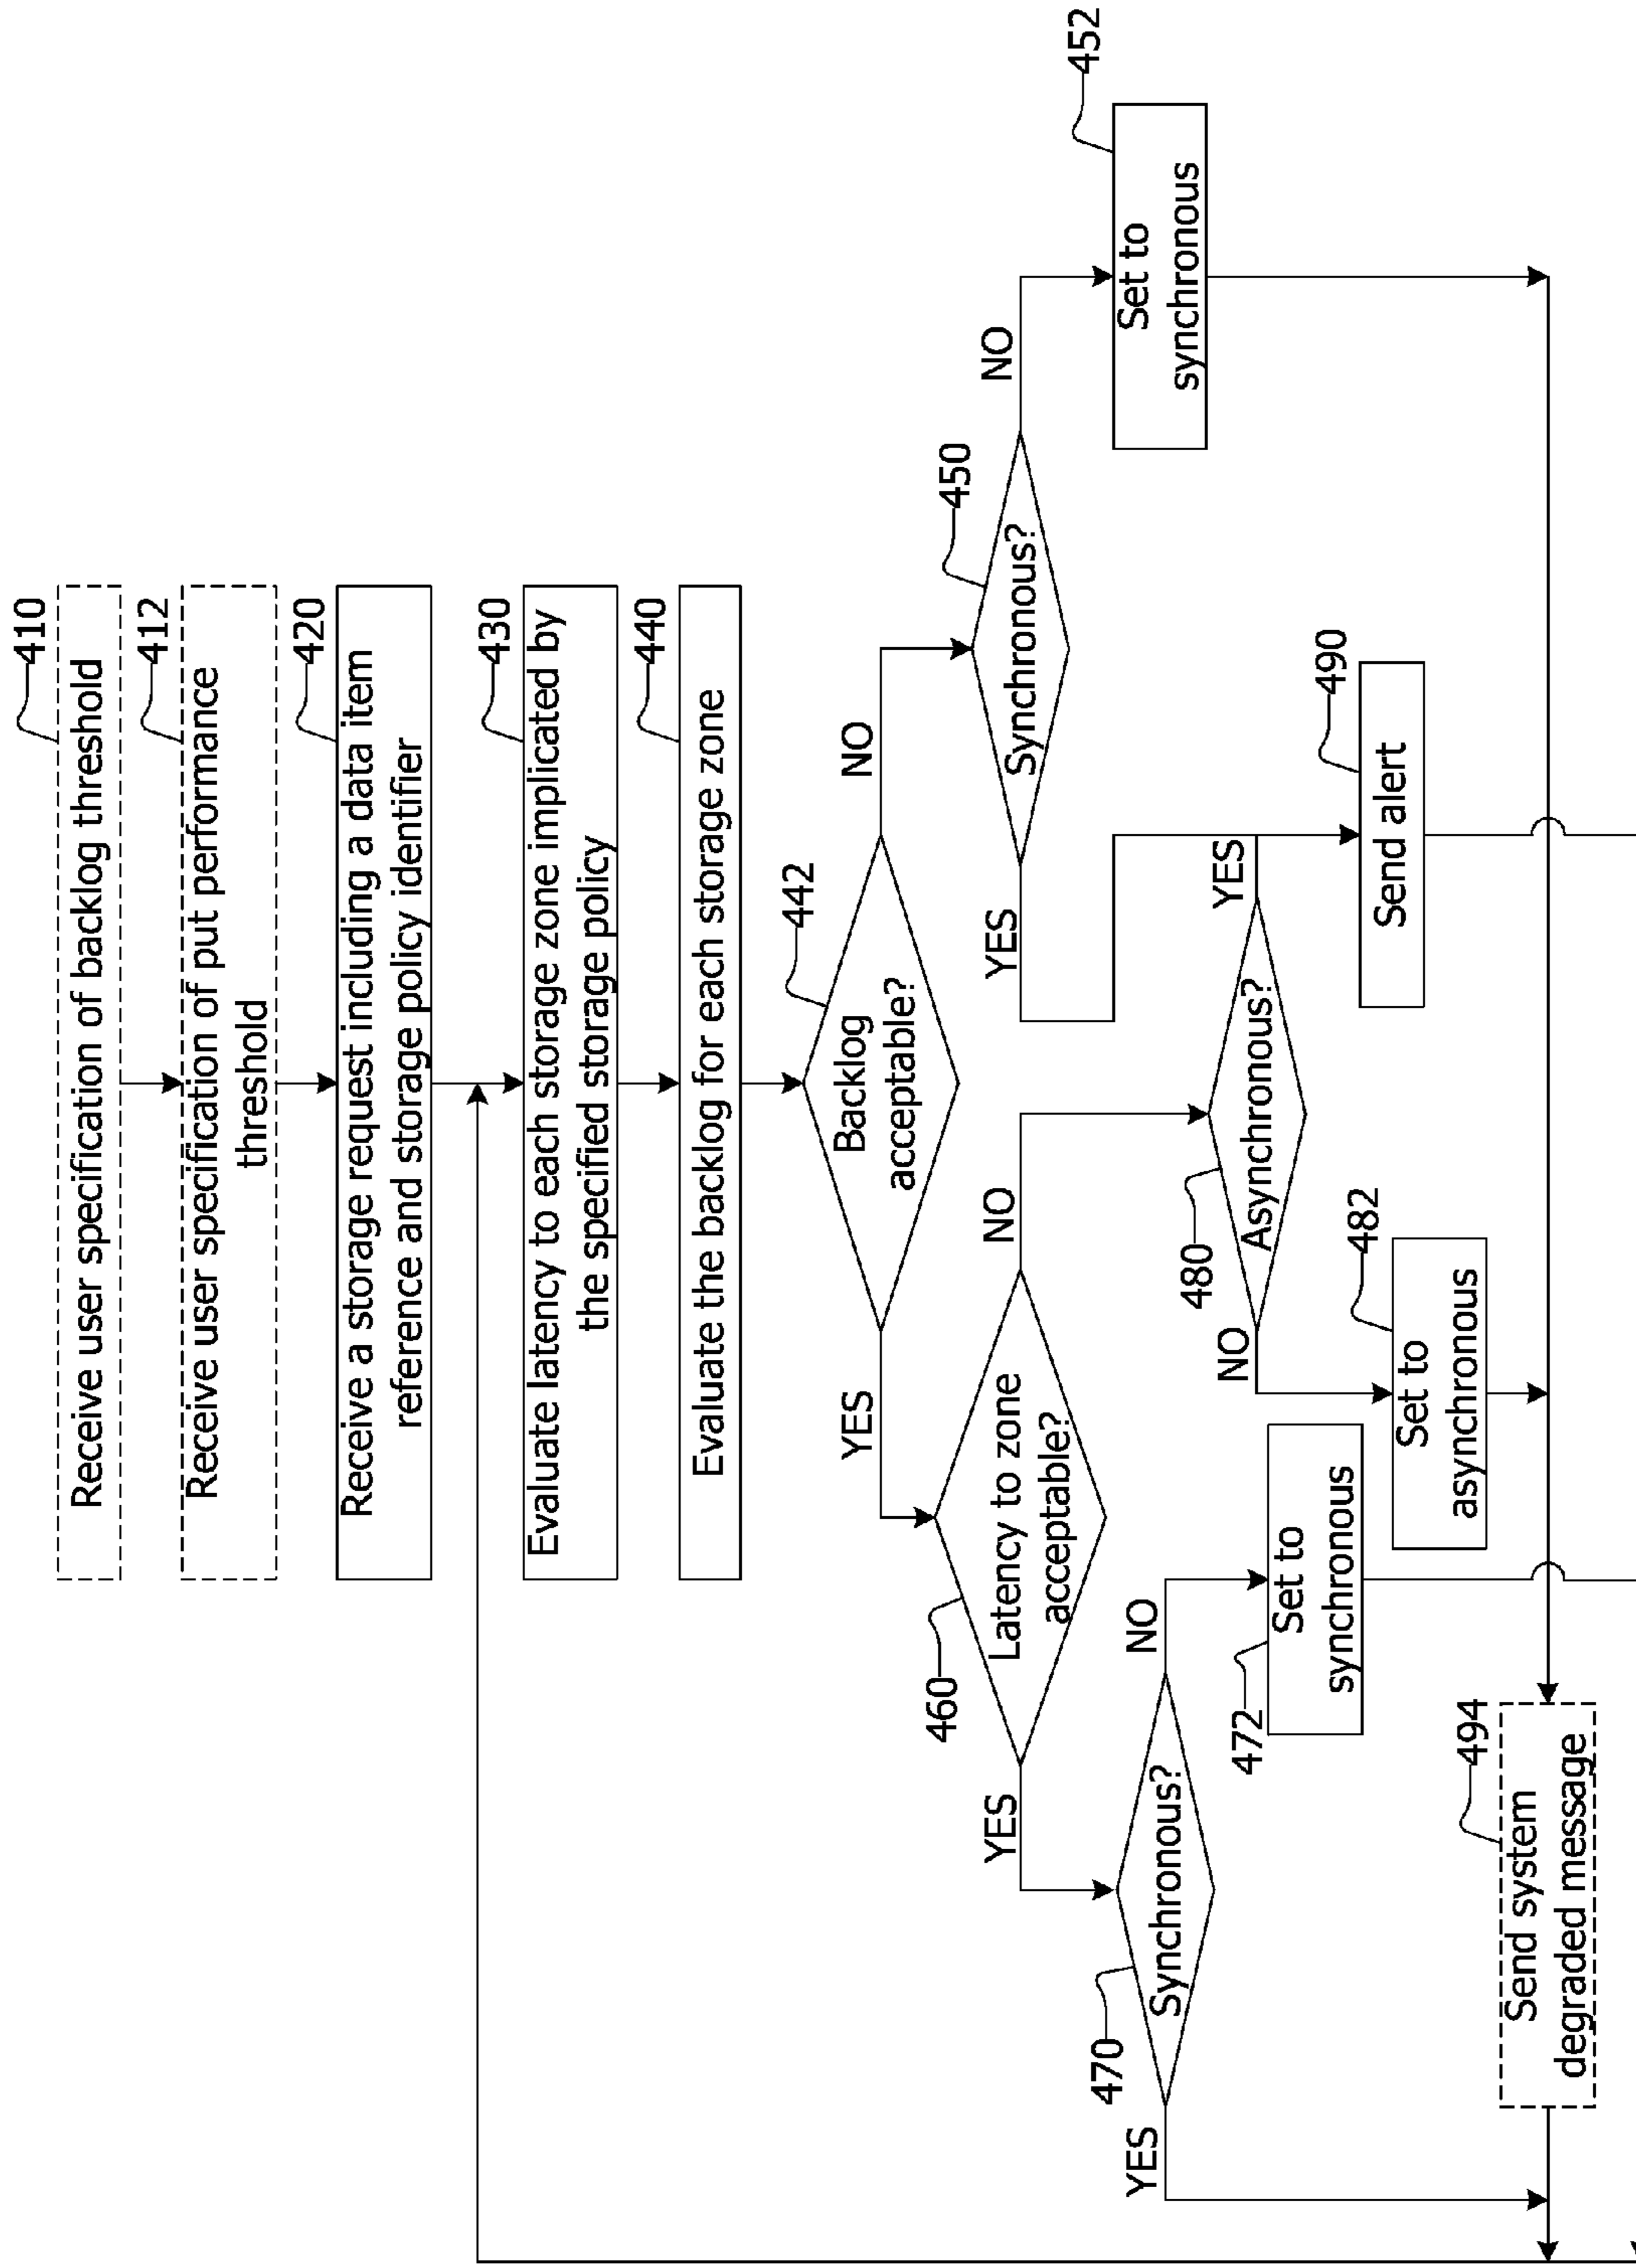 410
Receive user specification of backlog threshold
412
Receive user specification of put performance
threshold
420
Receive a storage request including a data item
reference and storage policy identifier
430
Evaluate latency to each storage zone implicated by
the specified storage policy
440
Evaluate the backlog for each storage zone
442
Backlog
acceptable?
YES
NO
460
Latency to zone
acceptable?
YES
NO
450
Synchronous?
YES
NO
452
Set to
synchronous
470
Synchronous?
YES
NO
472
Set to
synchronous
480
Asynchronous?
NO
YES
482
Set to
asynchronous
490
Send alert
494
Send system
degraded message